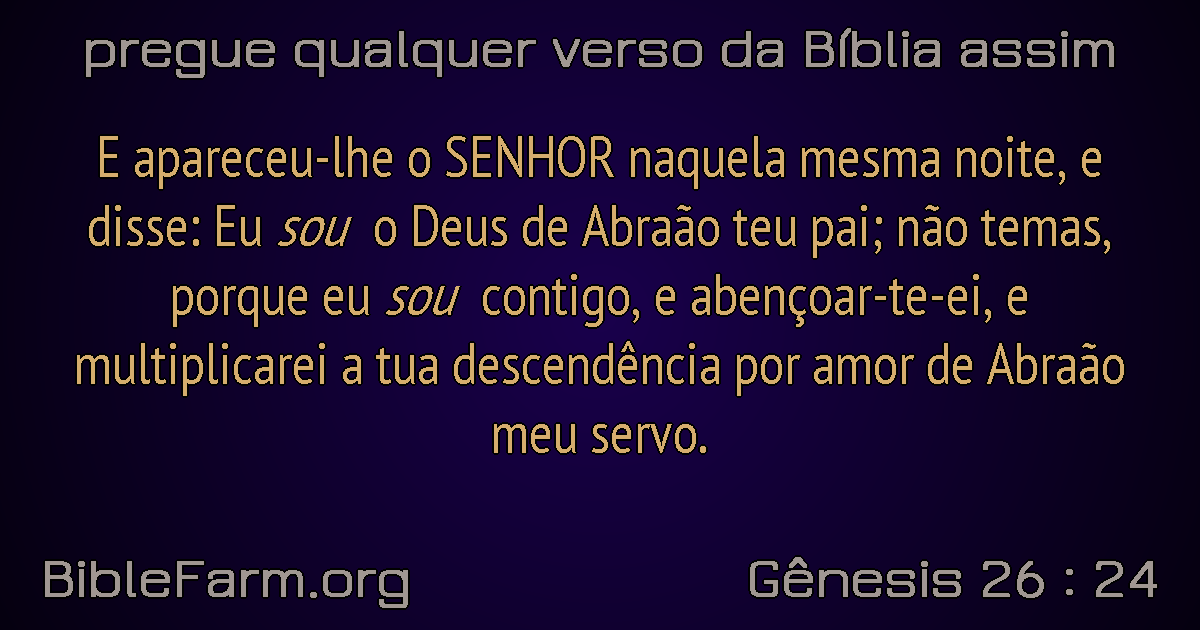 pregue qualquer verso da Bíblia assim
E apareceu-lhe o SENHOR naquela mesma noite, e
disse: Eu sou o Deus de Abraão teu pai; não temas,
porque eu sou contigo, e abençoar-te-ei, e
multiplicarei a tua descendência por amor de Abraão
meu servo.
BibleFarm.org
Gênesis 26 : 24